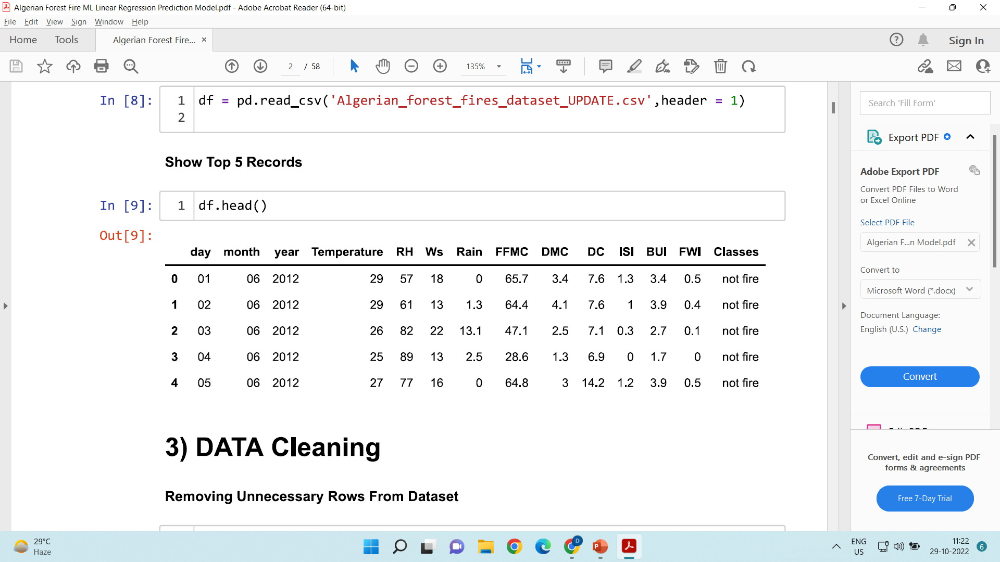 Algerian Forest Fire ML Linear Regression Prediction Model.pdf - Adobe Acrobat Reader (64-bit)
File Edit View Sign Window Help
Home Tools Algerian Forest Fire... × Sign In
2 / 58 135%
In [8]: 1 df = pd.read_csv('Algerian_forest_fires_dataset_UPDATE.csv',header = 1)
2
Show Top 5 Records
In [9]: 1 df.head()
Out[9]:
day month year Temperature RH Ws Rain FFMC DMC DC ISI BUI FWI Classes
0 01 06 2012 29 57 18 0 65.7 3.4 7.6 1.3 3.4 0.5 not fire
1 02 06 2012 29 61 13 1.3 64.4 4.1 7.6 1 3.9 0.4 not fire
2 03 06 2012 26 82 22 13.1 47.1 2.5 7.1 0.3 2.7 0.1 not fire
3 04 06 2012 25 89 13 2.5 28.6 1.3 6.9 0 1.7 0 not fire
4 05 06 2012 27 77 16 0 64.8 3 14.2 1.2 3.9 0.5 not fire
3) DATA Cleaning
Removing Unnecessary Rows From Dataset
Search 'Fill Form'
Export PDF
Adobe Export PDF
Convert PDF Files to Word
or Excel Online
Select PDF File
Algerian F...n Model.pdf
Convert to
Microsoft Word (*.docx)
Document Language:
English (U.S.) Change
Convert
Convert, edit and e-sign PDF
forms & agreements
Free 7-Day Trial
29°C
Haze
ENG
US
11:22
29-10-2022
6